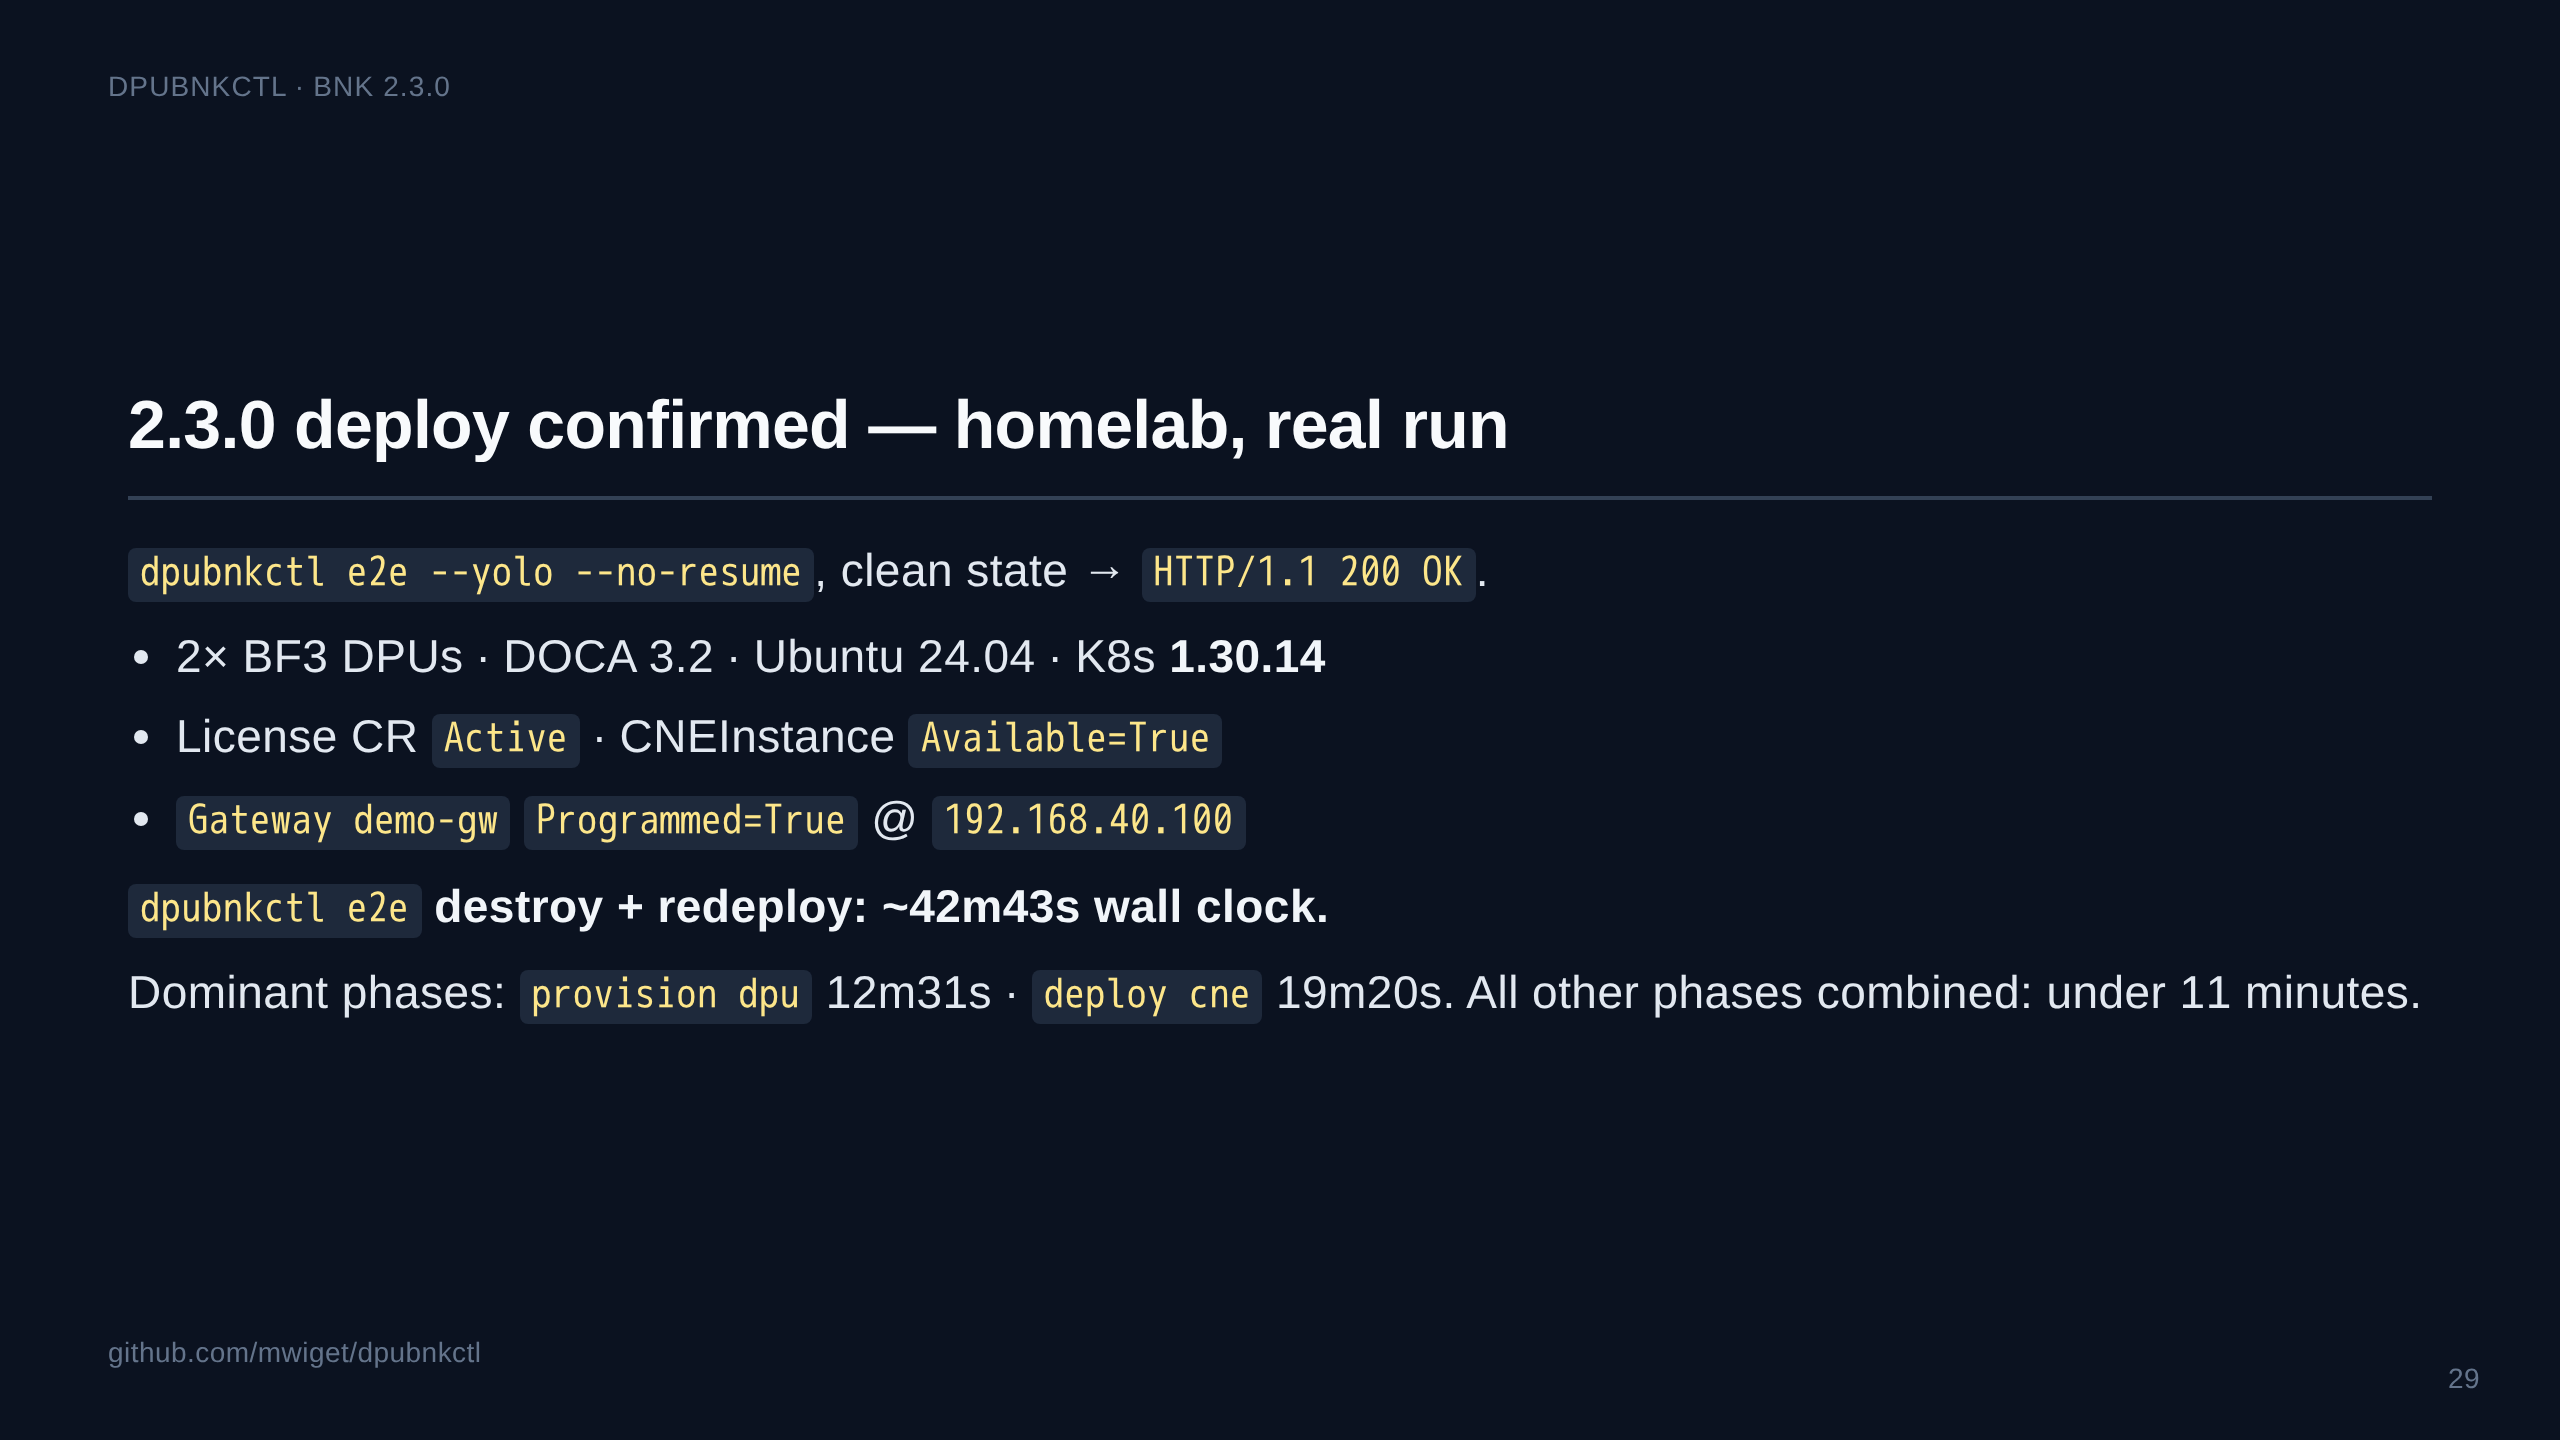 DPUBNKCTL · BNK 2.3.0
2.3.0 deploy confirmed — homelab, real run
dpubnkctl e2e --yolo --no-resume, clean state → HTTP/1.1 200 OK.
• 2× BF3 DPUs · DOCA 3.2 · Ubuntu 24.04 · K8s 1.30.14
• License CR Active · CNEInstance Available=True
• Gateway demo-gw Programmed=True @ 192.168.40.100
dpubnkctl e2e destroy + redeploy: ~42m43s wall clock.
Dominant phases: provision dpu 12m31s · deploy cne 19m20s. All other phases combined: under 11 minutes.
github.com/mwiget/dpubnkctl
29